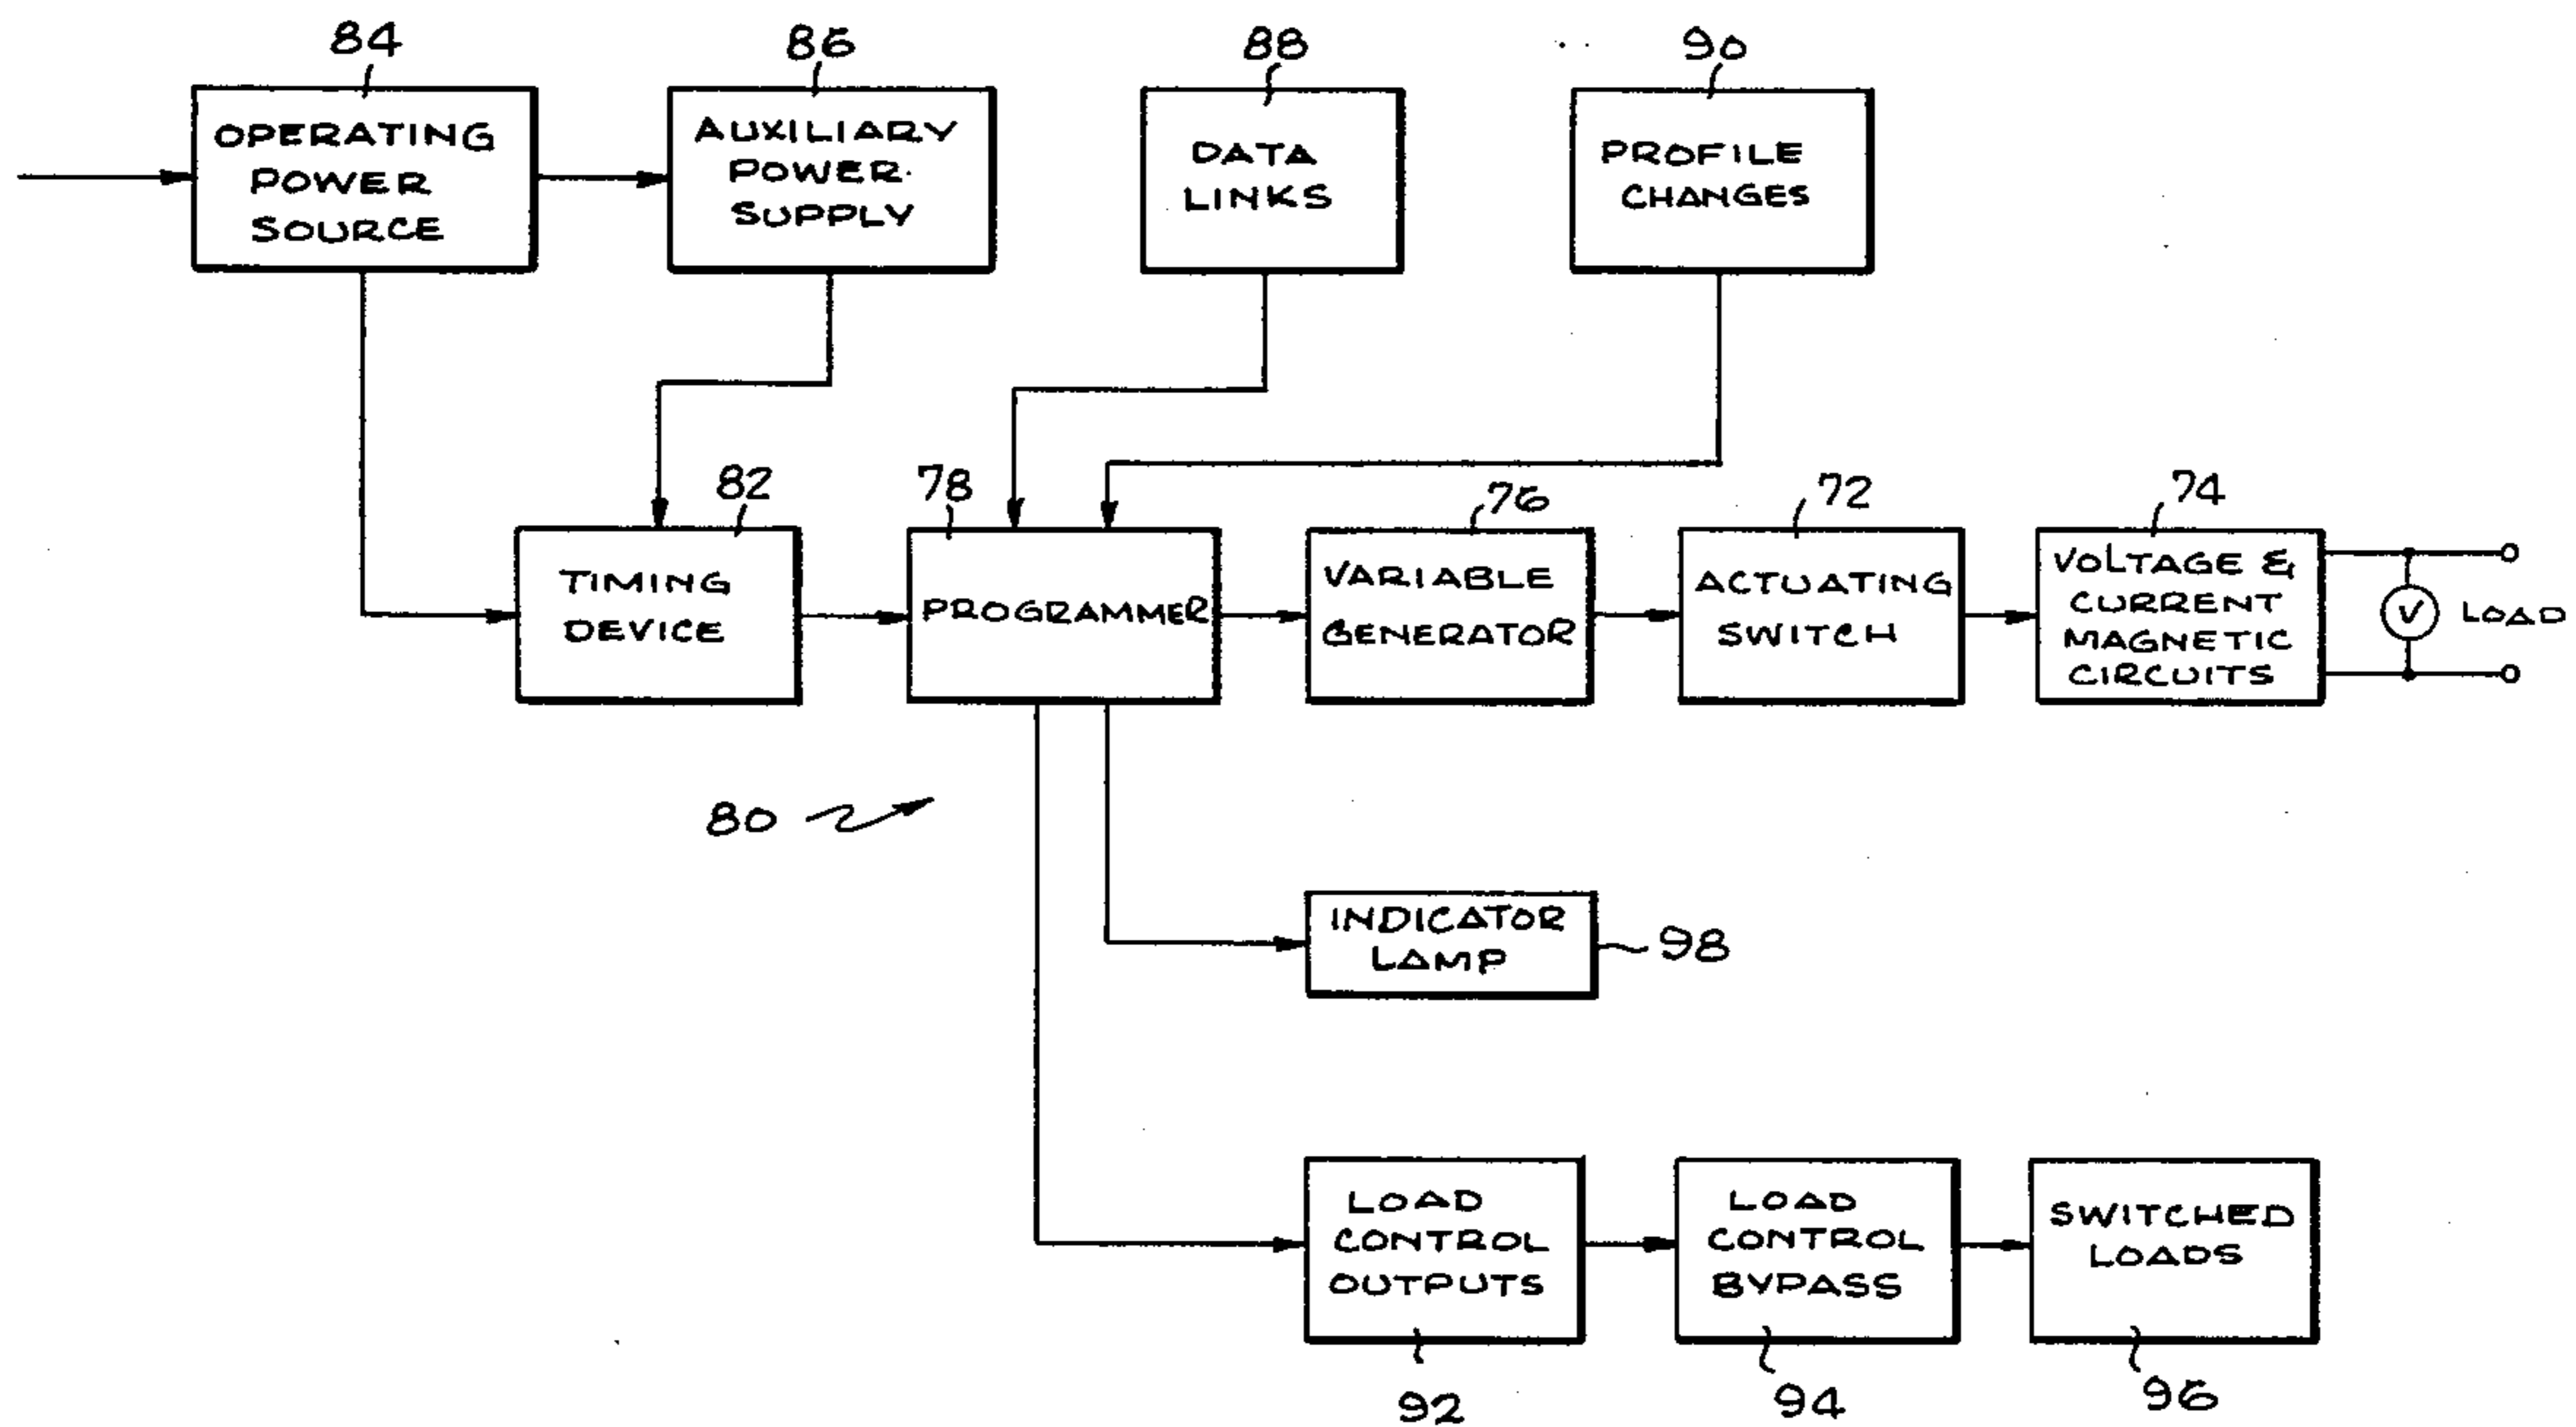 84
86
88
90
OPERATING
POWER
SOURCE
AUXILIARY
POWER
SUPPLY
DATA
LINKS
PROFILE
CHANGES
82
78
76
72
74
TIMING
DEVICE
PROGRAMMER
VARIABLE
GENERATOR
ACTUATING
SWITCH
VOLTAGE &
CURRENT
MAGNETIC
CIRCUITS
V
LOAD
80
INDICATOR
LAMP
98
LOAD
CONTROL
OUTPUTS
LOAD
CONTROL
BYPASS
SWITCHED
LOADS
92
94
96